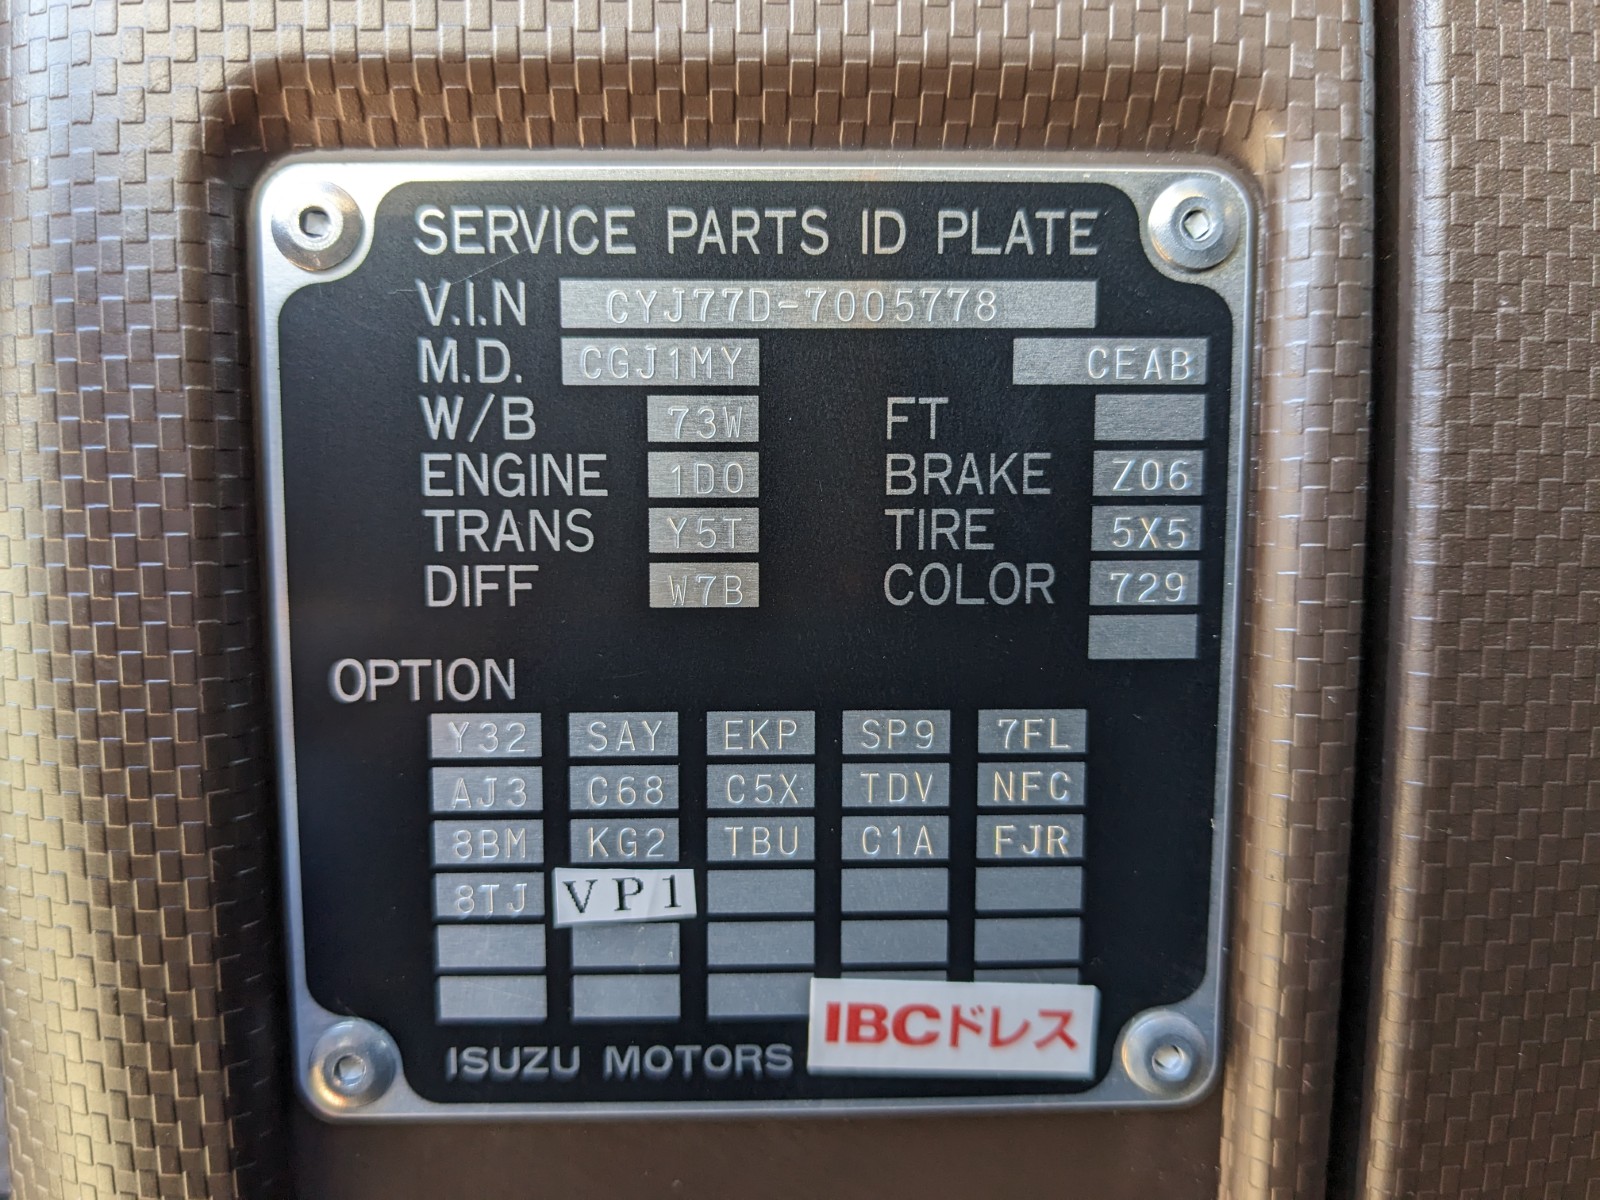 SERVICE PARTS ID PLATE
V.I.N CYJ77D-7005778
M.D. CGJ1MY CEAB
W/B 73W FT
ENGINE 1D0 BRAKE Z06
TRANS Y5T TIRE 5X5
DIFF W7B COLOR 729
OPTION
Y32 SAY EKP SP9 7FL
AJ3 C68 C5X TDV NFC
8BM KG2 TBU C1A FJR
8TJ VP1
ISUZU MOTORS IBCドレス